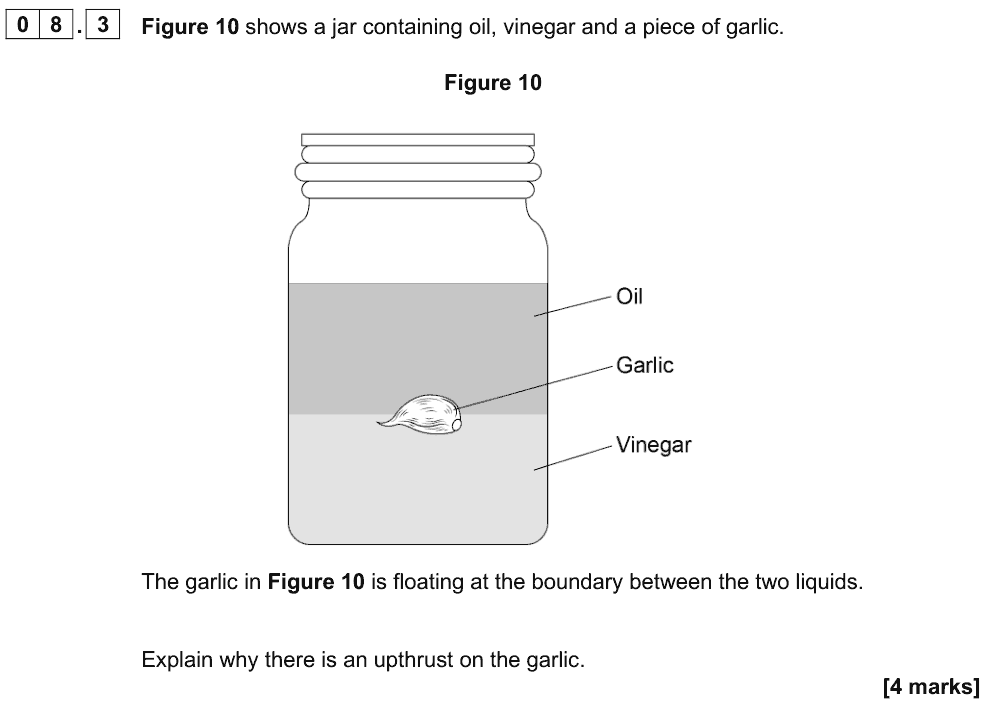 0 8 . 3 Figure 10 shows a jar containing oil, vinegar and a piece of garlic.
Figure 10
Oil
Garlic
Vinegar
The garlic in Figure 10 is floating at the boundary between the two liquids.
Explain why there is an upthrust on the garlic.
[4 marks]